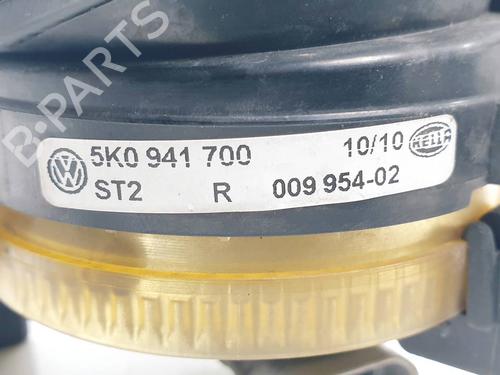 B-PARTS
5K0 941 700 10/10 HELLA
ST2 R 009 954-02